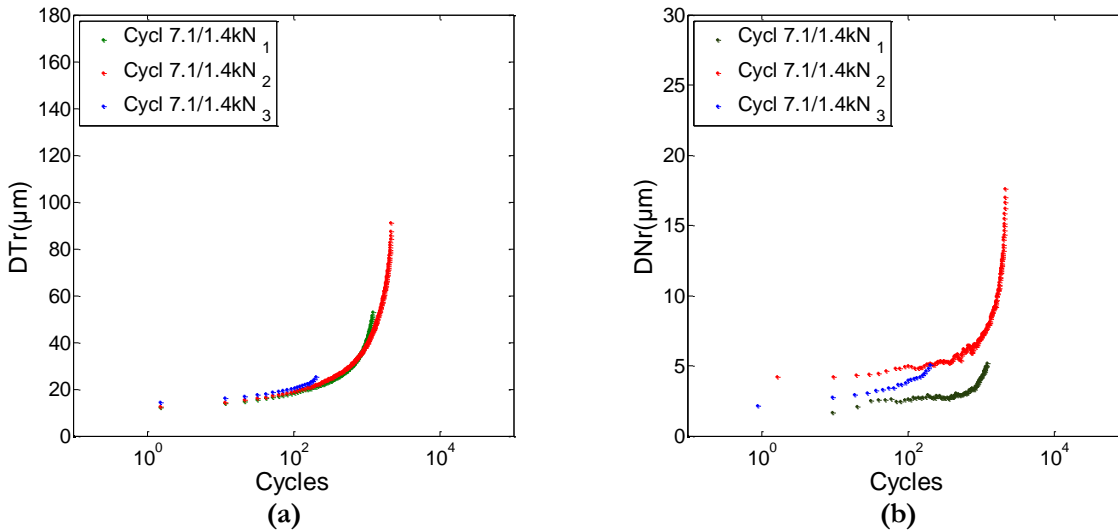 180
160
140
120
100
80
60
40
20
0
DTr(μm)
Cycl 7.1/1.4kN 1
Cycl 7.1/1.4kN 2
Cycl 7.1/1.4kN 3
10^0
10^2
10^4
Cycles
(a)
30
25
20
15
10
5
0
DNr(μm)
Cycl 7.1/1.4kN 1
Cycl 7.1/1.4kN 2
Cycl 7.1/1.4kN 3
10^0
10^2
10^4
Cycles
(b)